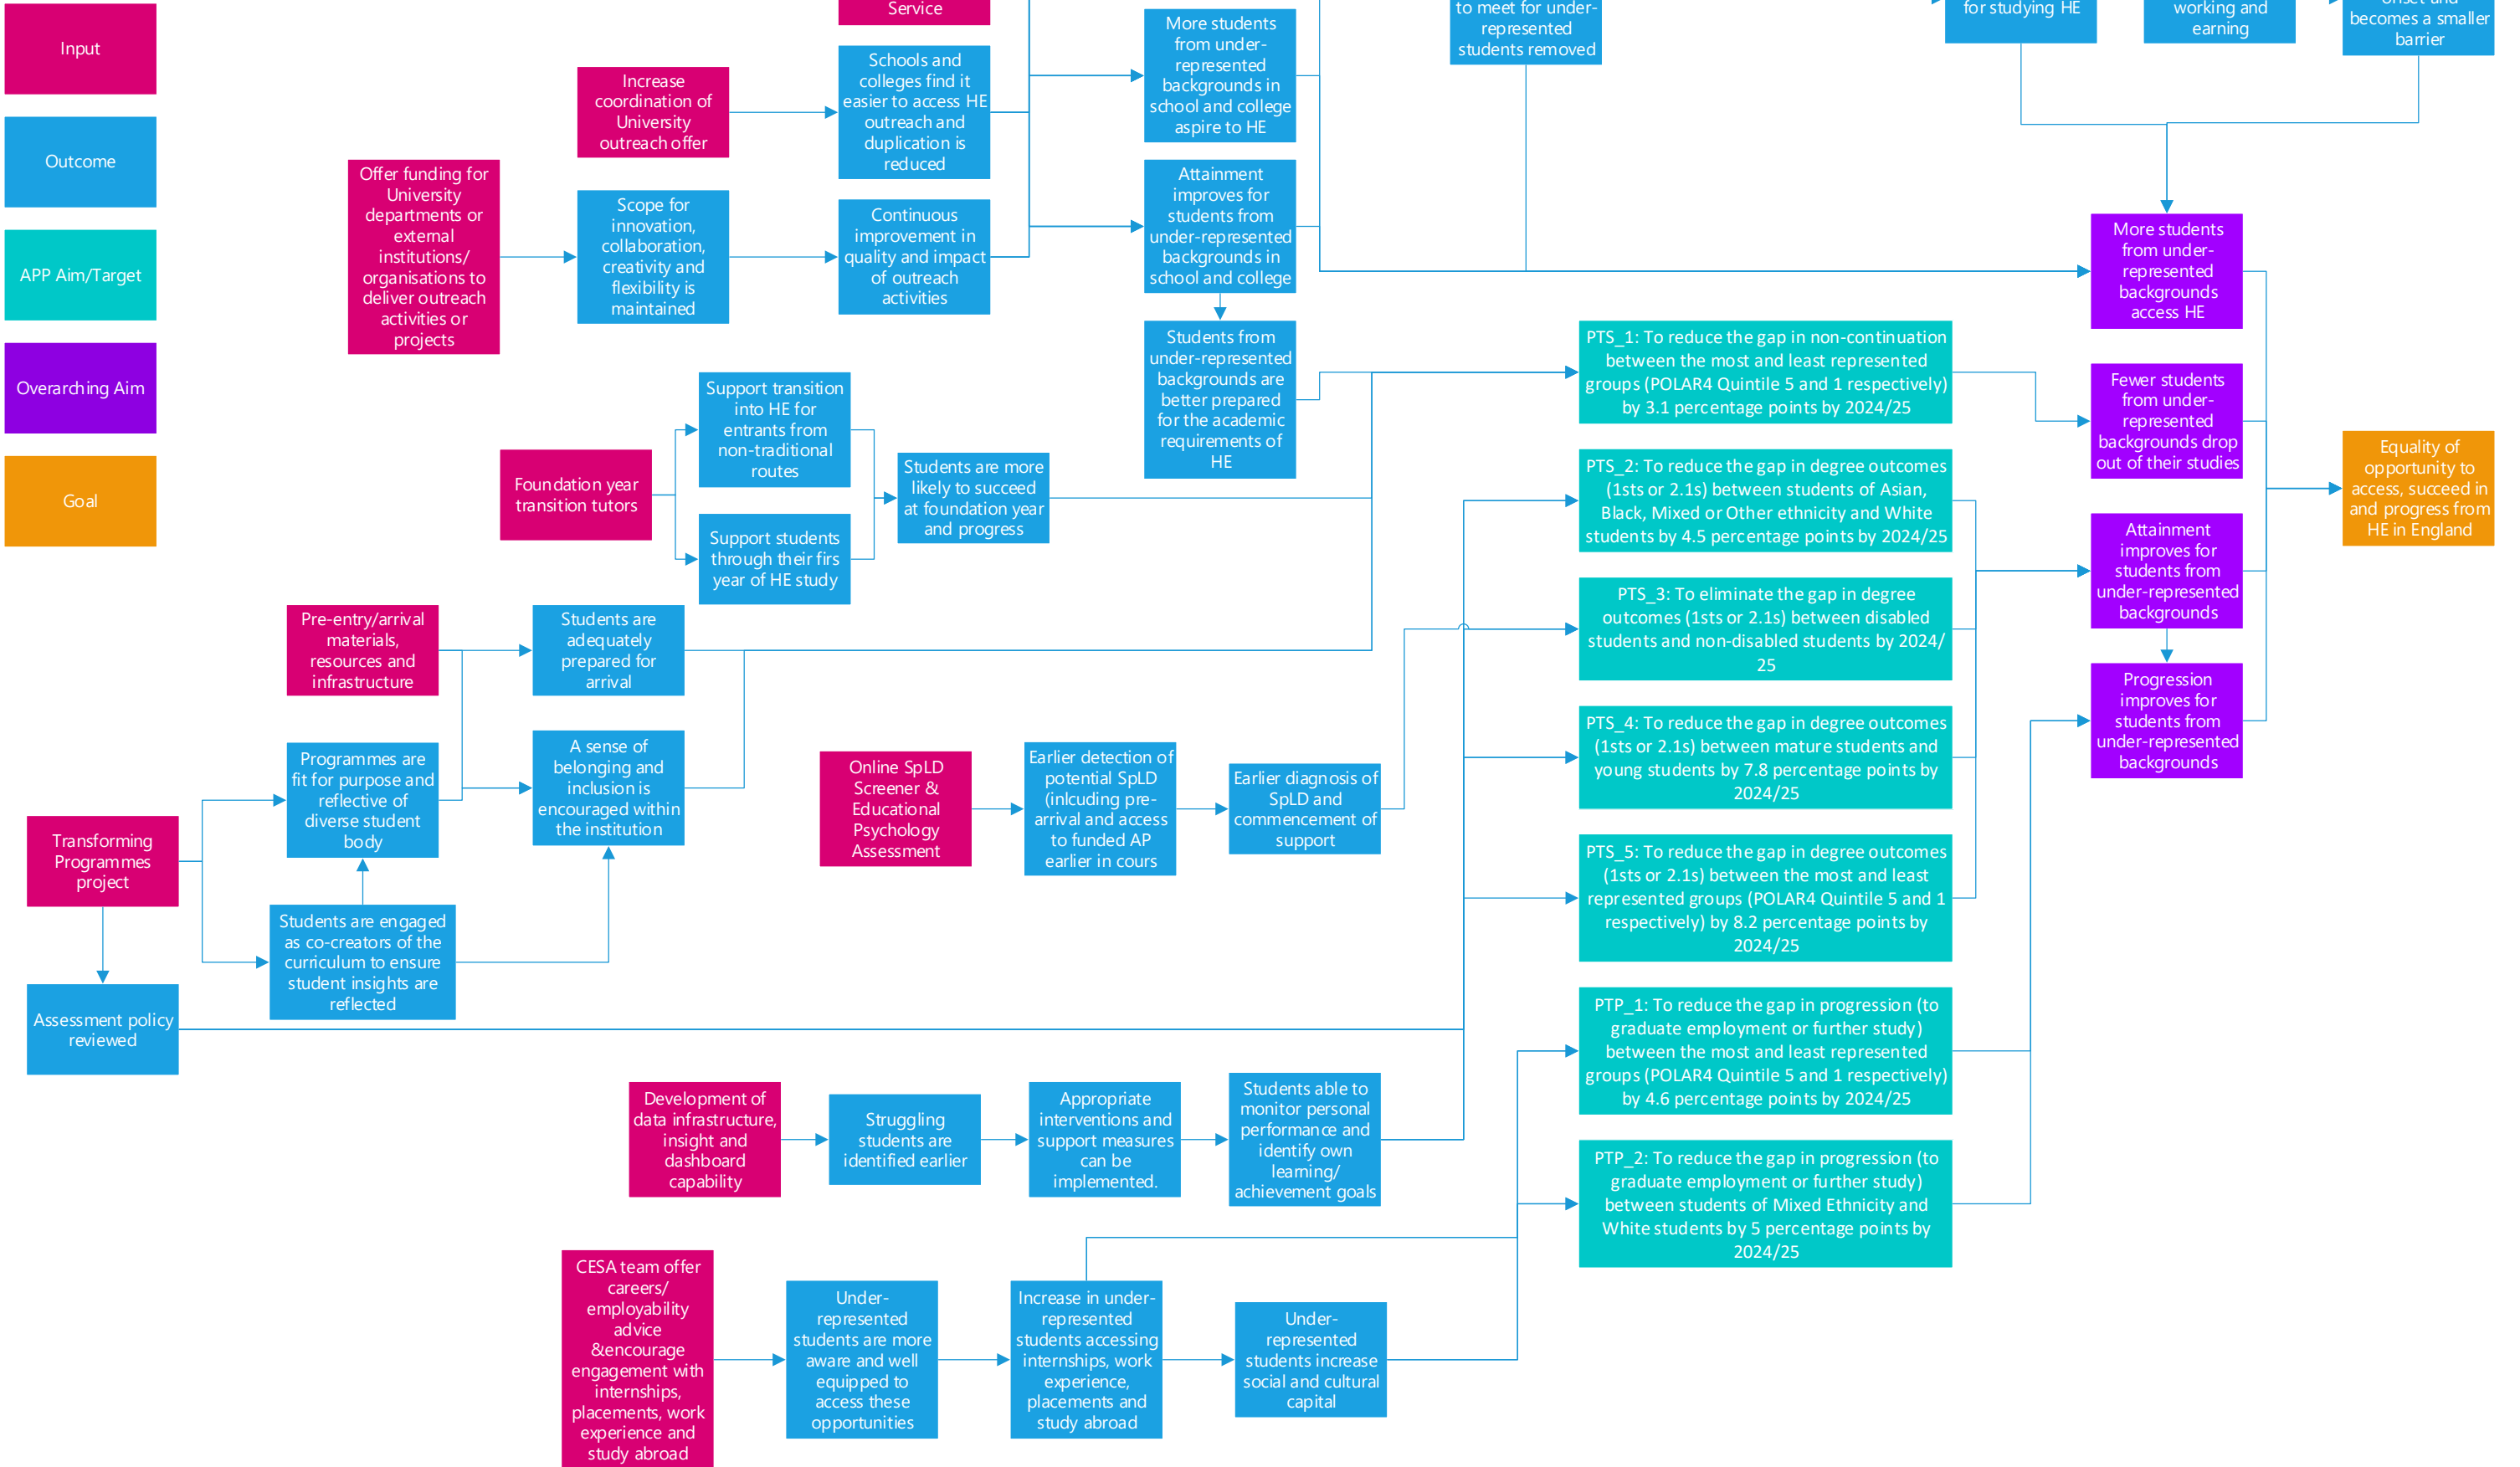 Input
Outcome
APP Aim/Target
Overarching Aim
Goal
Service
to meet for under-
represented
students removed
for studying HE
working and
earning
becomes a smaller
barrier
More students
from under-
represented
backgrounds in
school and college
aspire to HE
Increase
coordination of
University
outreach offer
Schools and
colleges find it
easier to access HE
outreach and
duplication is
reduced
Offer funding for
University
departments or
external
institutions/
organisations to
deliver outreach
activities or
projects
Scope for
innovation,
collaboration,
creativity and
flexibility is
maintained
Continuous
improvement in
quality and impact
of outreach
activities
Attainment
improves for
students from
under-represented
backgrounds in
school and college
More students
from under-
represented
backgrounds
access HE
Students from
under-represented
backgrounds are
better prepared
for the academic
requirements of
HE
PTS_1: To reduce the gap in non-continuation
between the most and least represented
groups (POLAR4 Quintile 5 and 1 respectively)
by 3.1 percentage points by 2024/25
Fewer students
from under-
represented
backgrounds drop
out of their studies
Foundation year
transition tutors
Support transition
into HE for
entrants from
non-traditional
routes
Support students
through their firs
year of HE study
Students are more
likely to succeed
at foundation year
and progress
PTS_2: To reduce the gap in degree outcomes
(1sts or 2.1s) between students of Asian,
Black, Mixed or Other ethnicity and White
students by 4.5 percentage points by 2024/25
Equality of
opportunity to
access, succeed in
and progress from
HE in England
Attainment
improves for
students from
under-represented
backgrounds
PTS_3: To eliminate the gap in degree
outcomes (1sts or 2.1s) between disabled
students and non-disabled students by 2024/
25
Pre-entry/arrival
materials,
resources and
infrastructure
Students are
adequately
prepared for
arrival
Progression
improves for
students from
under-represented
backgrounds
PTS_4: To reduce the gap in degree outcomes
(1sts or 2.1s) between mature students and
young students by 7.8 percentage points by
2024/25
Programmes are
fit for purpose and
reflective of
diverse student
body
A sense of
belonging and
inclusion is
encouraged within
the institution
Online SpLD
Screener &
Educational
Psychology
Assessment
Earlier detection of
potential SpLD
(inlcuding pre-
arrival and access
to funded AP
earlier in cours
Earlier diagnosis of
SpLD and
commencement of
support
Transforming
Programmes
project
PTS_5: To reduce the gap in degree outcomes
(1sts or 2.1s) between the most and least
represented groups (POLAR4 Quintile 5 and 1
respectively) by 8.2 percentage points by
2024/25
Students are engaged
as co-creators of the
curriculum to ensure
student insights are
reflected
Assessment policy
reviewed
PTP_1: To reduce the gap in progression (to
graduate employment or further study)
between the most and least represented
groups (POLAR4 Quintile 5 and 1 respectively)
by 4.6 percentage points by 2024/25
Development of
data infrastructure,
insight and
dashboard
capability
Struggling
students are
identified earlier
Appropriate
interventions and
support measures
can be
implemented.
Students able to
monitor personal
performance and
identify own
learning/
achievement goals
PTP_2: To reduce the gap in progression (to
graduate employment or further study)
between students of Mixed Ethnicity and
White students by 5 percentage points by
2024/25
CESA team offer
careers/
employability
advice
&encourage
engagement with
internships,
placements, work
experience and
study abroad
Under-
represented
students are more
aware and well
equipped to
access these
opportunities
Increase in under-
represented
students accessing
internships, work
experience,
placements and
study abroad
Under-
represented
students increase
social and cultural
capital